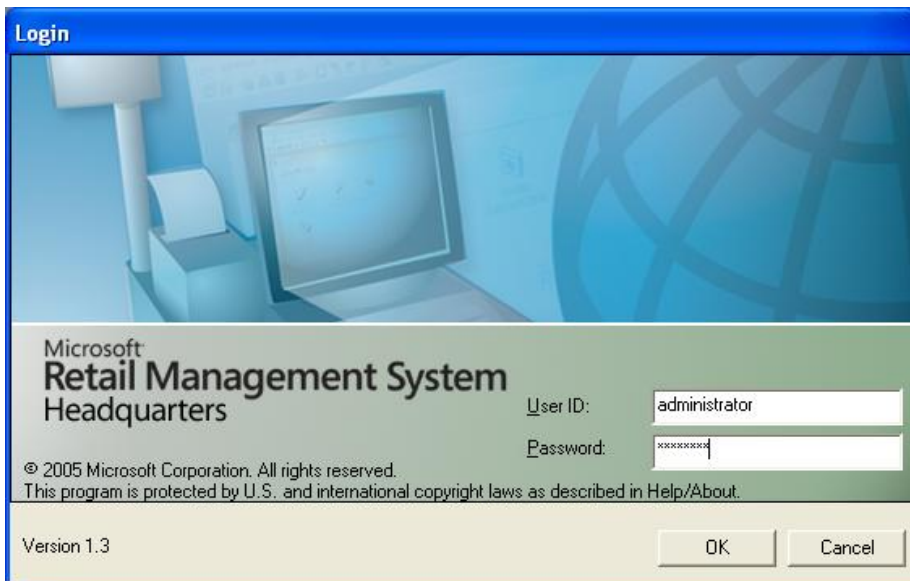 Login
Microsoft
Retail Management System
Headquarters
User ID: administrator
Password: xxxxxxxx
© 2005 Microsoft Corporation. All rights reserved.
This program is protected by U.S. and international copyright laws as described in Help/About.
Version 1.3 OK Cancel